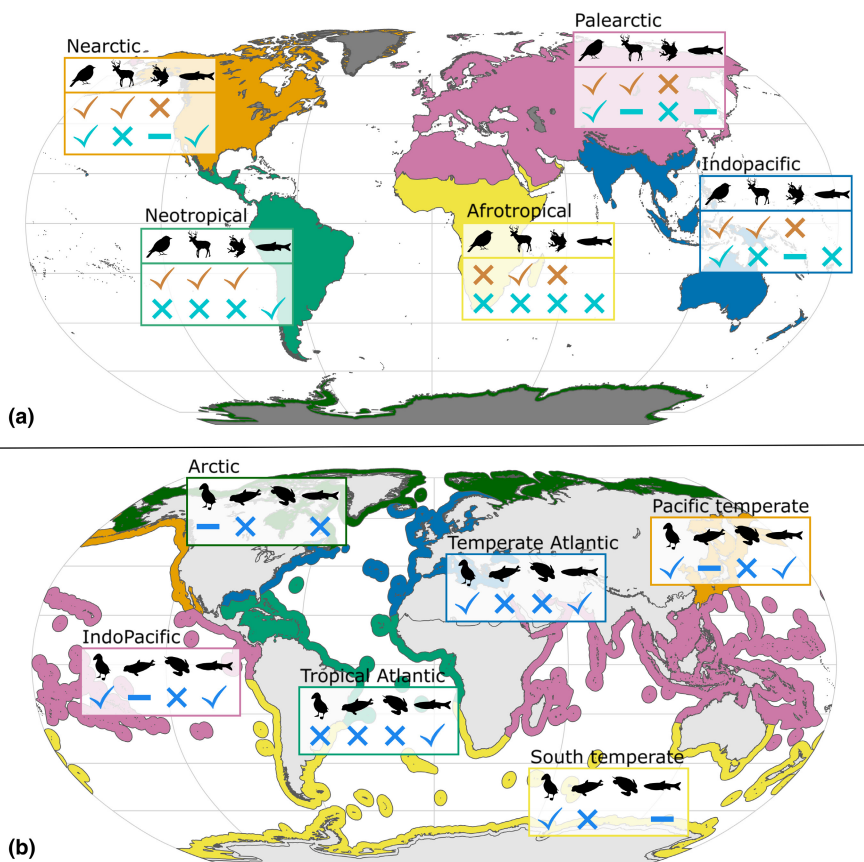 Palearctic
Nearctic
Indopacific
Neotropical
Afrotropical
(a)
Arctic
Pacific temperate
Temperate Atlantic
IndoPacific
Tropical Atlantic
South temperate
(b)